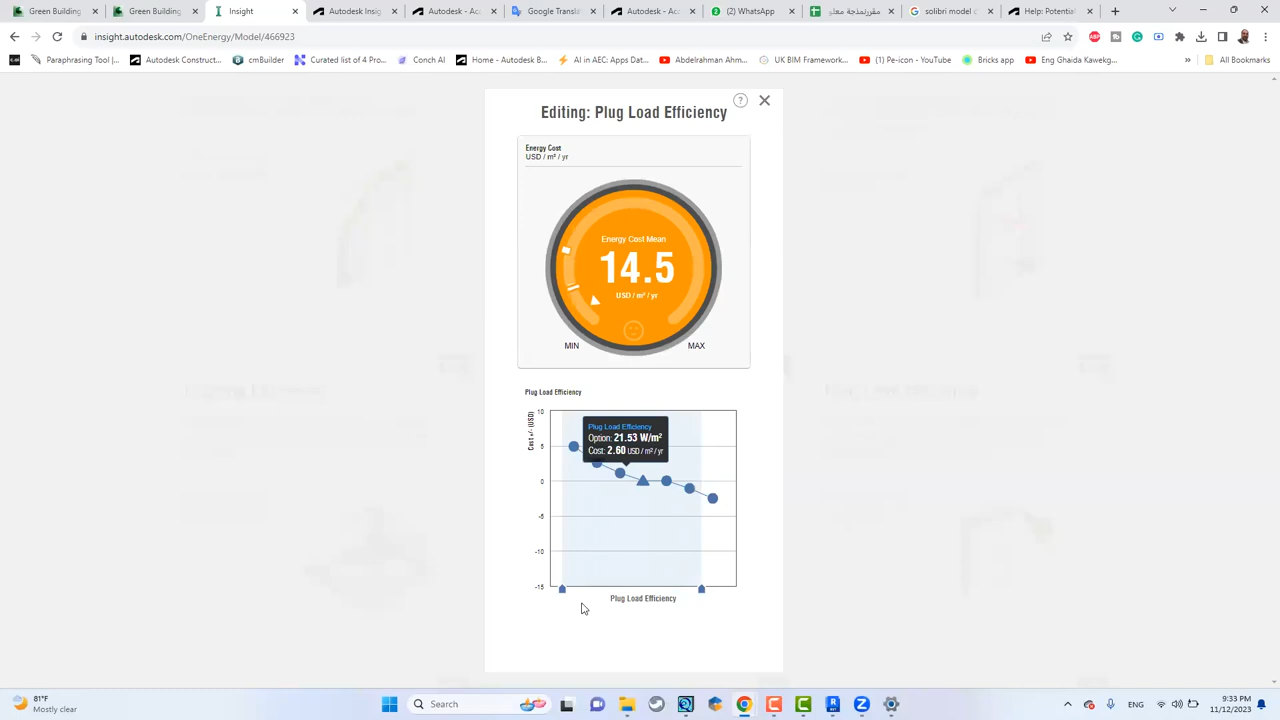 Green Building
Green Building
Insight
Autodesk Insig
Autodesk - Acc
Google Transla
Autodesk - Acc
WhatsApp
solibri model c
Help: Potential
insight.autodesk.com/OneEnergy/Model/466923
Paraphrasing Tool |...
Autodesk Construct...
cmBuilder
Curated list of 4 Pro...
Conch AI
Home - Autodesk B...
AI in AEC: Apps Dat...
Abdelrahman Ahm...
UK BIM Framework...
(1) Pe-icon - YouTube
Bricks app
Eng Ghaida Kawekg...
»
All Bookmarks
Editing: Plug Load Efficiency
?
Energy Cost
USD / m² / yr
Energy Cost Mean
14.5
USD / m² / yr
MIN
MAX
Plug Load Efficiency
Cost +/- (USD)
10
5
0
-5
-10
-15
Plug Load Efficiency
Option: 21.53 W/m²
Cost: 2.60 USD / m² / yr
Plug Load Efficiency
81°F
Mostly clear
Search
ENG
9:33 PM
11/12/2023